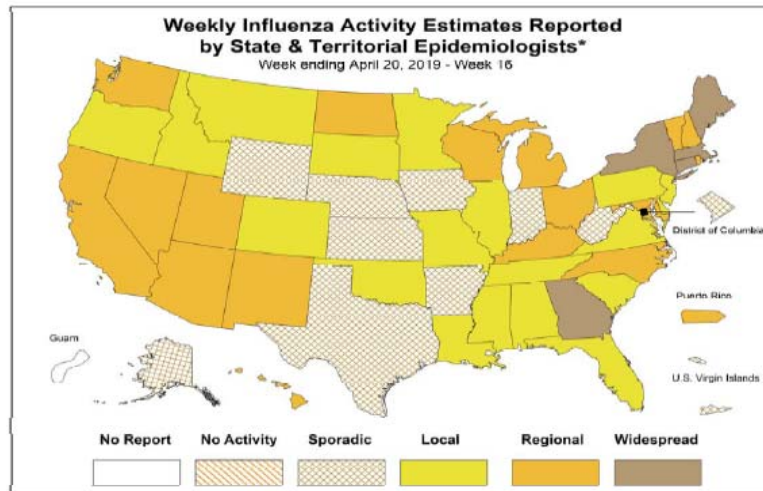 Weekly Influenza Activity Estimates Reported
by State & Territorial Epidemiologists*
Week ending April 20, 2019 - Week 16
District of Columbia
Puerto Rico
Guam
U.S. Virgin Islands
No Report
No Activity
Sporadic
Local
Regional
Widespread